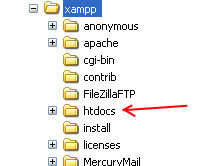 xampp
anonymous
apache
cgi-bin
contrib
FileZillaFTP
htdocs
install
licenses
MercuryMail